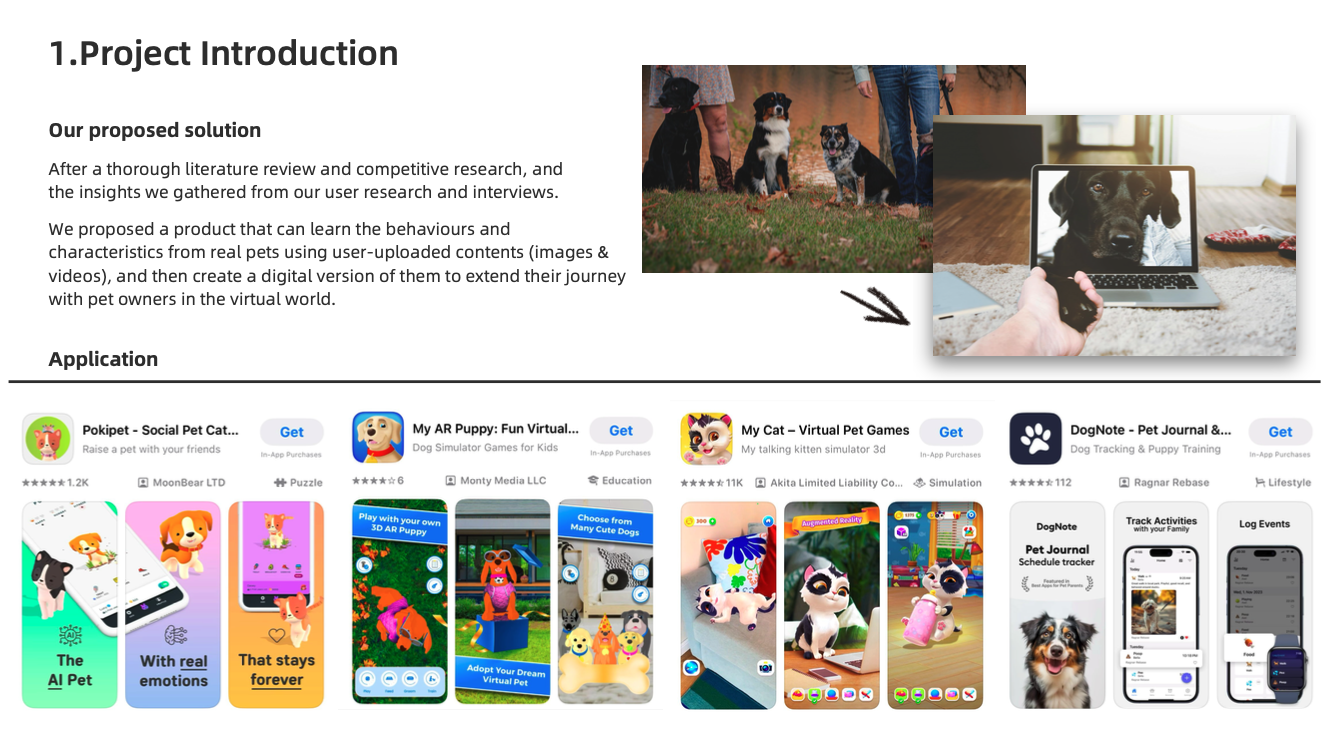 1.Project Introduction
Our proposed solution
After a thorough literature review and competitive research, and
the insights we gathered from our user research and interviews.
We proposed a product that can learn the behaviours and
characteristics from real pets using user-uploaded contents (images &
videos), and then create a digital version of them to extend their journey
with pet owners in the virtual world.
Application
Pokipet - Social Pet Cat...
Raise a pet with your friends
Get
In-App Purchases
1.2K
MoonBear LTD
Puzzle
The
AI Pet
With real
emotions
That stays
forever
My AR Puppy: Fun Virtual...
Dog Simulator Games for Kids
Get
In-App Purchases
6
Monty Media LLC
Education
Play with your own
3D AR Puppy
Adopt Your Dream
Virtual Pet
Choose from
Many Cute Dogs
My Cat – Virtual Pet Games
My talking kitten simulator 3d
Get
In-App Purchases
11K
Akita Limited Liability Co...
Simulation
300
Augmented Reality
DogNote - Pet Journal &...
Dog Tracking & Puppy Training
Get
In-App Purchases
112
Ragnar Rebase
Lifestyle
DogNote
Pet Journal
Schedule tracker
Featured in
Best Apps for Pet Parents
Track Activities
with your Family
Log Events
Food